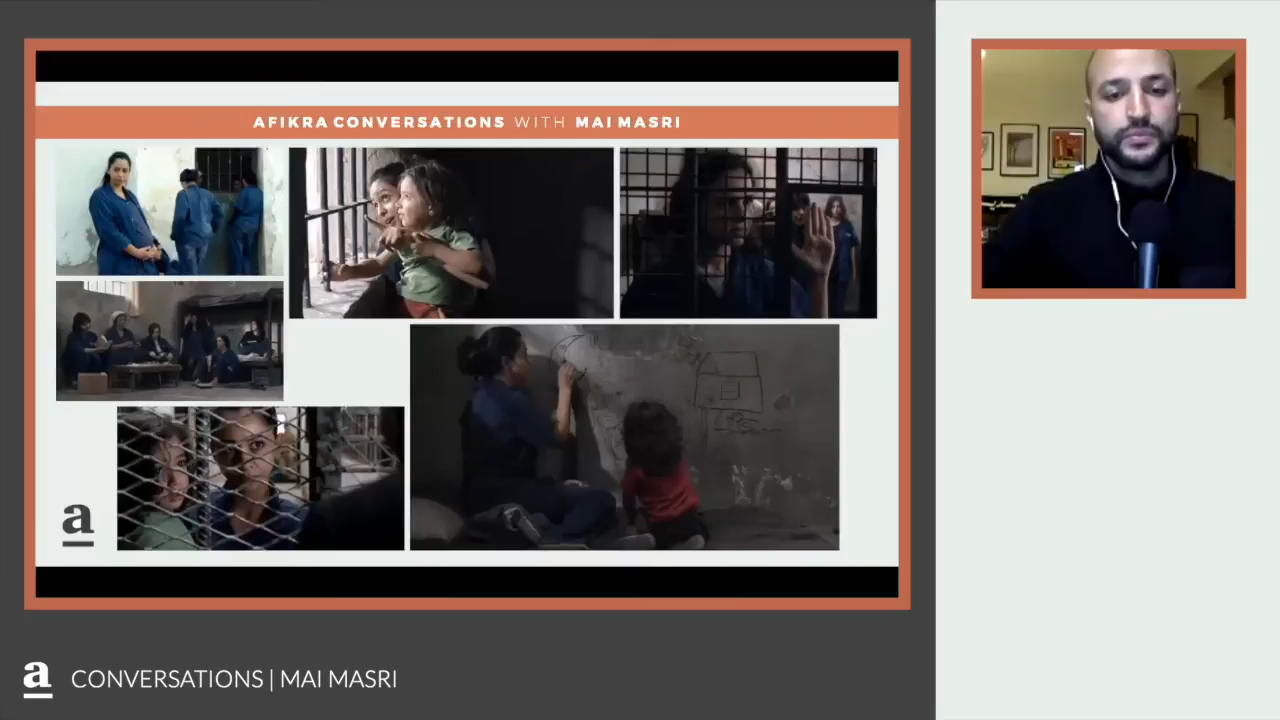 AFIKRA CONVERSATIONS WITH MAI MASRI
a
a CONVERSATIONS | MAI MASRI